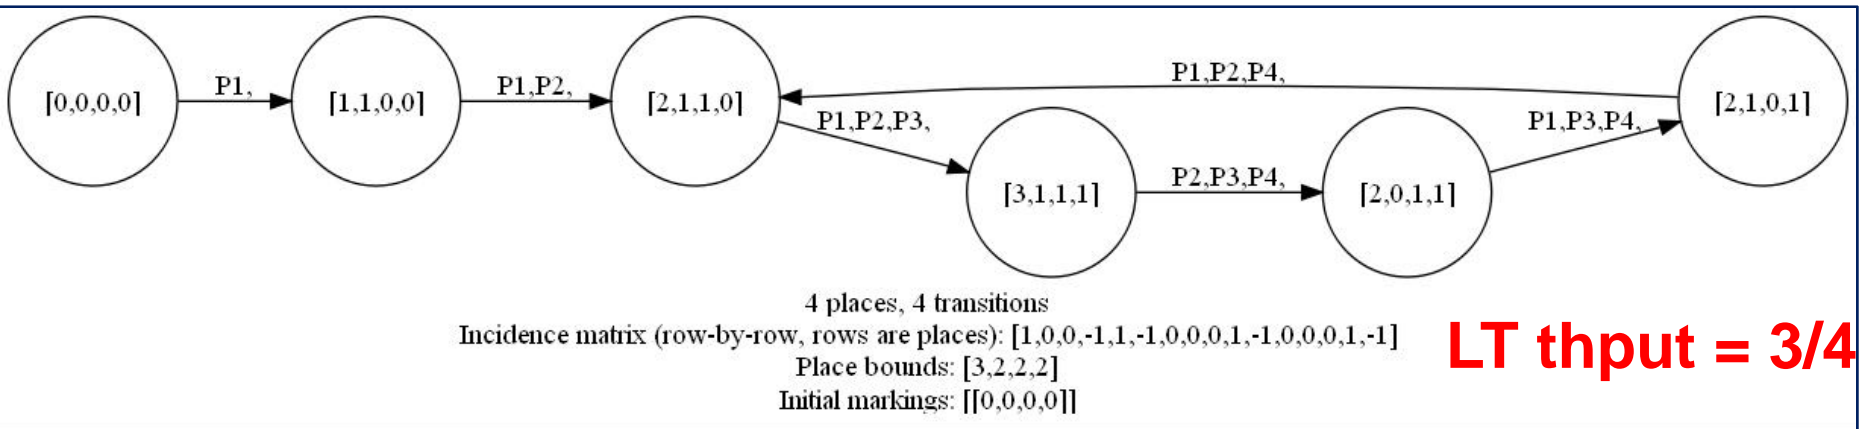 P1,P2,P4,
P1,
P1,P2,
[0,0,0,0]
[1,1,0,0]
[2,1,1,0]
[2,1,0,1]
P1,P2,P3,
P1,P3,P4,
P2,P3,P4,
[3,1,1,1]
[2,0,1,1]
4 places, 4 transitions
Incidence matrix (row-by-row, rows are places): [1,0,0,-1,1,-1,0,0,0,1,-1,0,0,0,1,-1]
LT thput = 3/4
Place bounds: [3,2,2,2]
Initial markings: [[0,0,0,0]]